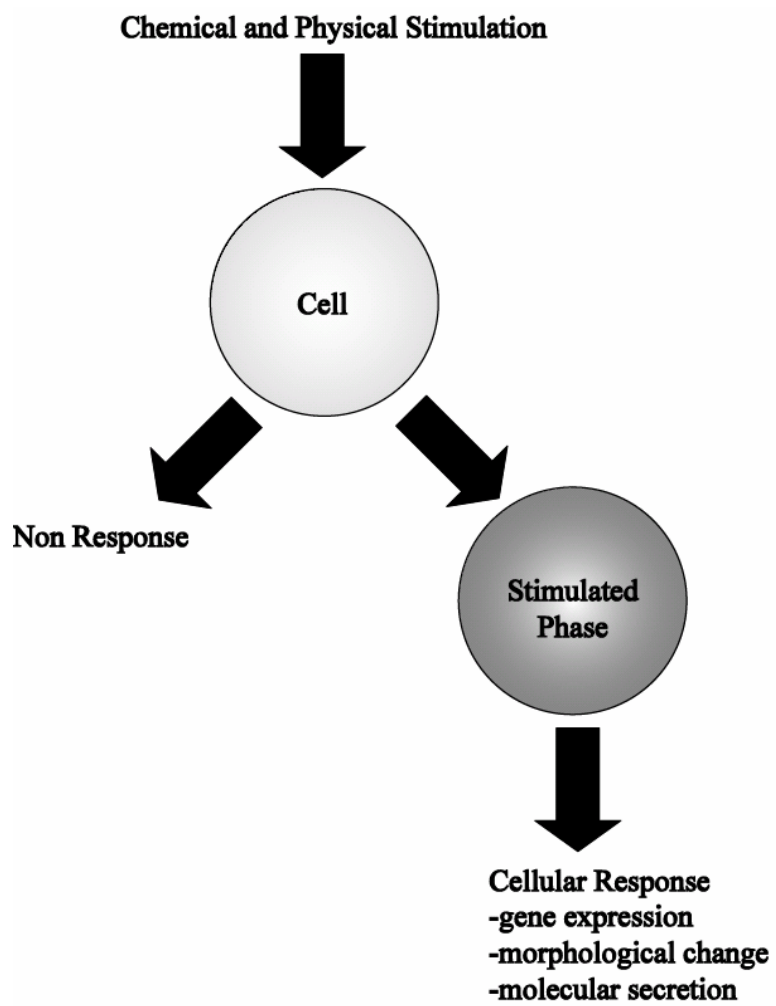 Chemical and Physical Stimulation
Cell
Non Response
Stimulated
Phase
Cellular Response
-gene expression
-morphological change
-molecular secretion